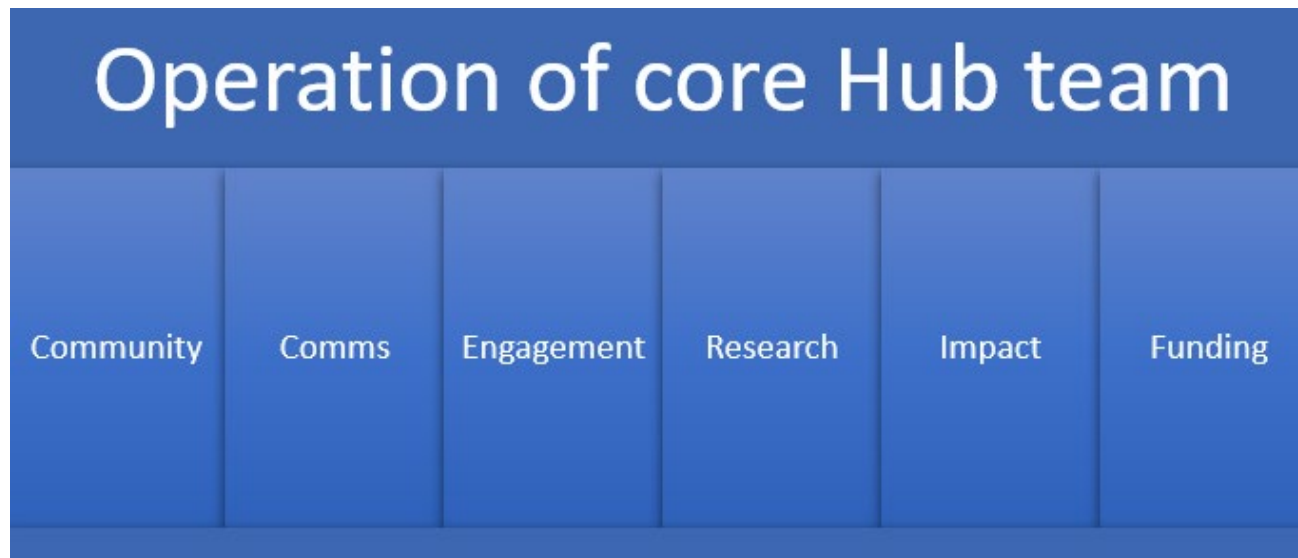 Operation of core Hub team
Community
Comms
Engagement
Research
Impact
Funding